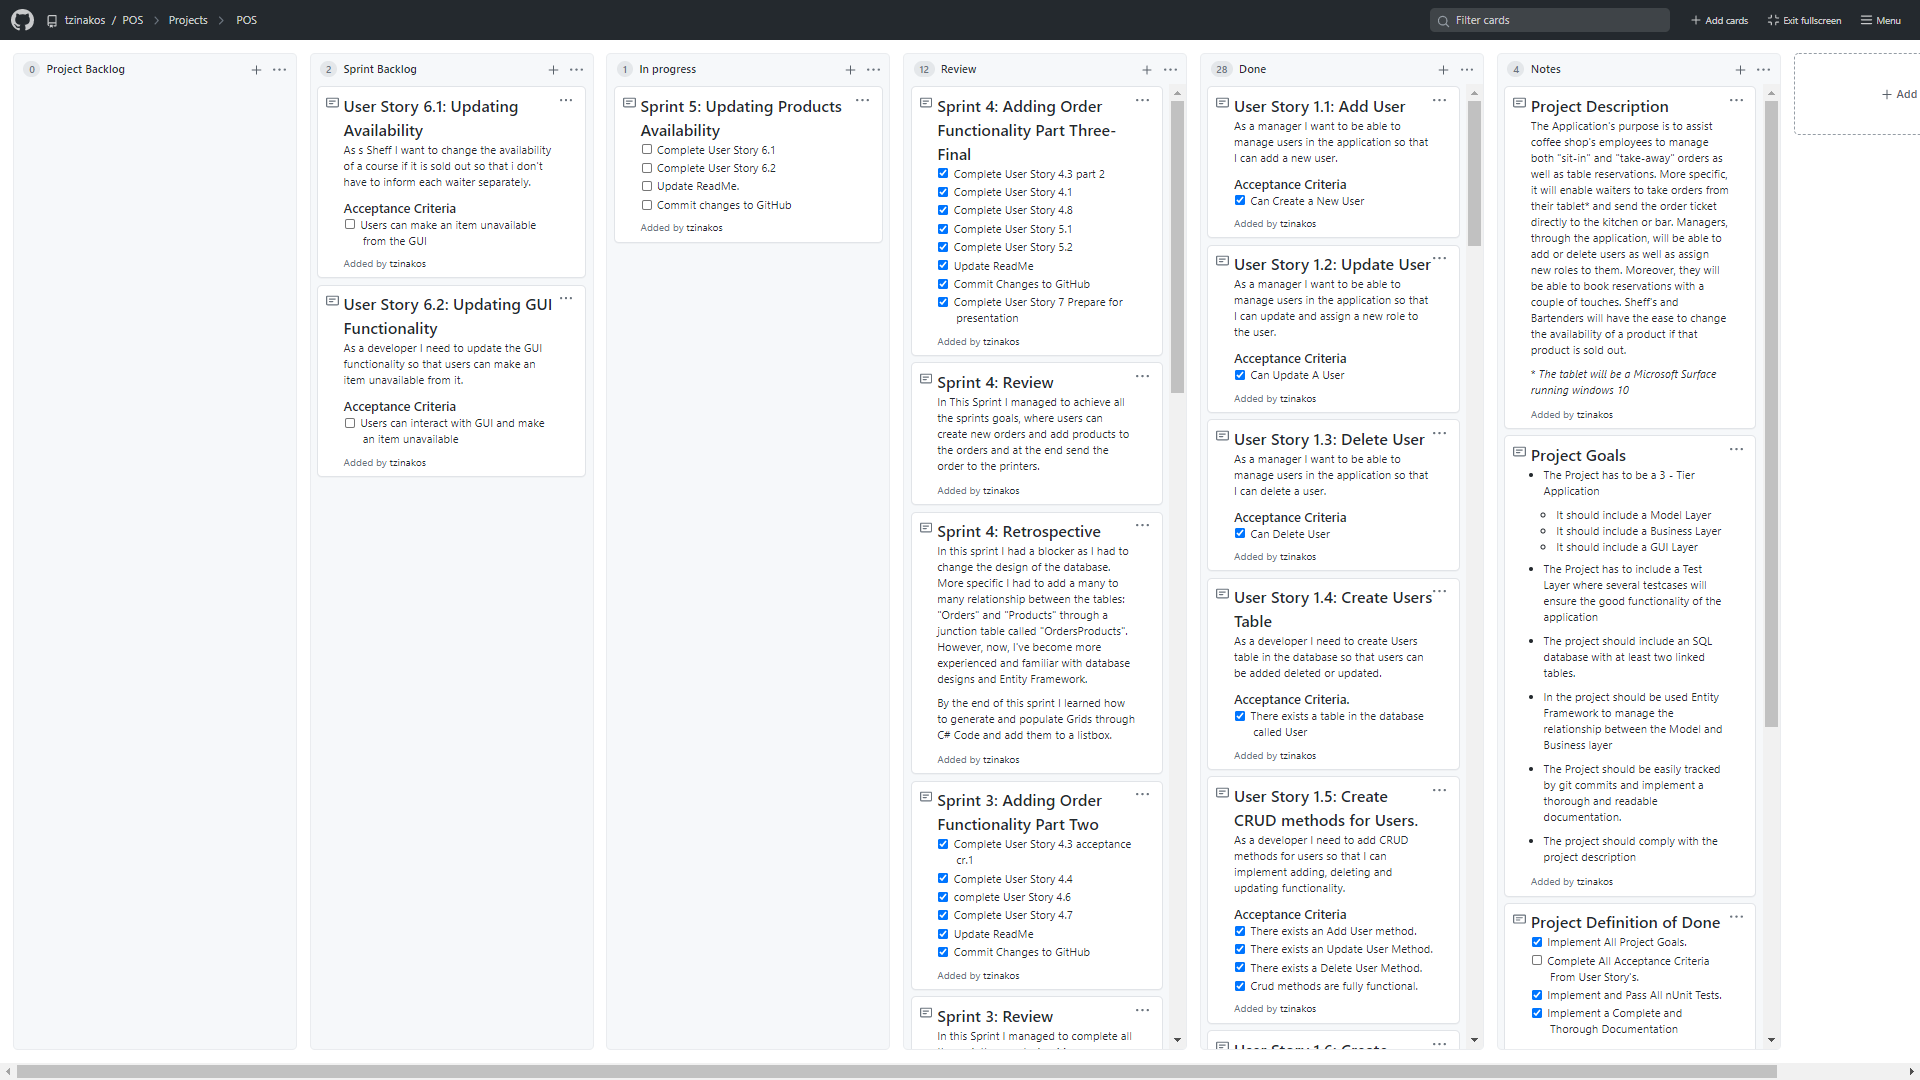 tzinakos / POS > Projects > POS
Filter cards
Add cards
Exit fullscreen
Menu
0 Project Backlog
2 Sprint Backlog
User Story 6.1: Updating
Availability
As s Sheff I want to change the availability
of a course if it is sold out so that i don't
have to inform each waiter separately.
Acceptance Criteria
Users can make an item unavailable
from the GUI
Added by tzinakos
User Story 6.2: Updating GUI
Functionality
As a developer I need to update the GUI
functionality so that users can make an
item unavailable from it.
Acceptance Criteria
Users can interact with GUI and make
an item unavailable
Added by tzinakos
1 In progress
Sprint 5: Updating Products
Availability
Complete User Story 6.1
Complete User Story 6.2
Update ReadMe.
Commit changes to GitHub
Added by tzinakos
12 Review
Sprint 4: Adding Order
Functionality Part Three-
Final
Complete User Story 4.3 part 2
Complete User Story 4.1
Complete User Story 4.8
Complete User Story 5.1
Complete User Story 5.2
Update ReadMe
Commit Changes to GitHub
Complete User Story 7 Prepare for
presentation
Added by tzinakos
Sprint 4: Review
In This Sprint I managed to achieve all
the sprints goals, where users can
create new orders and add products to
the orders and at the end send the
order to the printers.
Added by tzinakos
Sprint 4: Retrospective
In this sprint I had a blocker as I had to
change the design of the database.
More specific I had to add a many to
many relationship between the tables:
"Orders" and "Products" through a
junction table called "OrdersProducts".
However, now, I've become more
experienced and familiar with database
designs and Entity Framework.
By the end of this sprint I learned how
to generate and populate Grids through
C# Code and add them to a listbox.
Added by tzinakos
Sprint 3: Adding Order
Functionality Part Two
Complete User Story 4.3 acceptance
cr.1
Complete User Story 4.4
complete User Story 4.6
Complete User Story 4.7
Update ReadMe
Commit Changes to GitHub
Added by tzinakos
Sprint 3: Review
In this Sprint I managed to complete all
28 Done
User Story 1.1: Add User
As a manager I want to be able to
manage users in the application so that
I can add a new user.
Acceptance Criteria
Can Create a New User
Added by tzinakos
User Story 1.2: Update User
As a manager I want to be able to
manage users in the application so that
I can update and assign a new role to
the user.
Acceptance Criteria
Can Update A User
Added by tzinakos
User Story 1.3: Delete User
As a manager I want to be able to
manage users in the application so that
I can delete a user.
Acceptance Criteria
Can Delete User
Added by tzinakos
User Story 1.4: Create Users
Table
As a developer I need to create Users
table in the database so that users can
be added deleted or updated.
Acceptance Criteria.
There exists a table in the database
called User
Added by tzinakos
User Story 1.5: Create
CRUD methods for Users.
As a developer I need to add CRUD
methods for users so that I can
implement adding, deleting and
updating functionality.
Acceptance Criteria
There exists an Add User method.
There exists an Update User Method.
There exists a Delete User Method.
Crud methods are fully functional.
Added by tzinakos
User Story 1.6: Create
4 Notes
Project Description
The Application's purpose is to assist
coffee shop's employees to manage
both "sit-in" and "take-away" orders as
well as table reservations. More specific,
it will enable waiters to take orders from
their tablet* and send the order ticket
directly to the kitchen or bar. Managers,
through the application, will be able to
add or delete users as well as assign
new roles to them. Moreover, they will
be able to book reservations with a
couple of touches. Sheff's and
Bartenders will have the ease to change
the availability of a product if that
product is sold out.
* The tablet will be a Microsoft Surface
running windows 10
Added by tzinakos
Project Goals
The Project has to be a 3 - Tier
Application
It should include a Model Layer
It should include a Business Layer
It should include a GUI Layer
The Project has to include a Test
Layer where several testcases will
ensure the good functionality of the
application
The project should include an SQL
database with at least two linked
tables.
In the project should be used Entity
Framework to manage the
relationship between the Model and
Business layer
The Project should be easily tracked
by git commits and implement a
thorough and readable
documentation.
The project should comply with the
project description
Added by tzinakos
Project Definition of Done
Implement All Project Goals.
Complete All Acceptance Criteria
From User Story's.
Implement and Pass All nUnit Tests.
Implement a Complete and
Thorough Documentation
Add